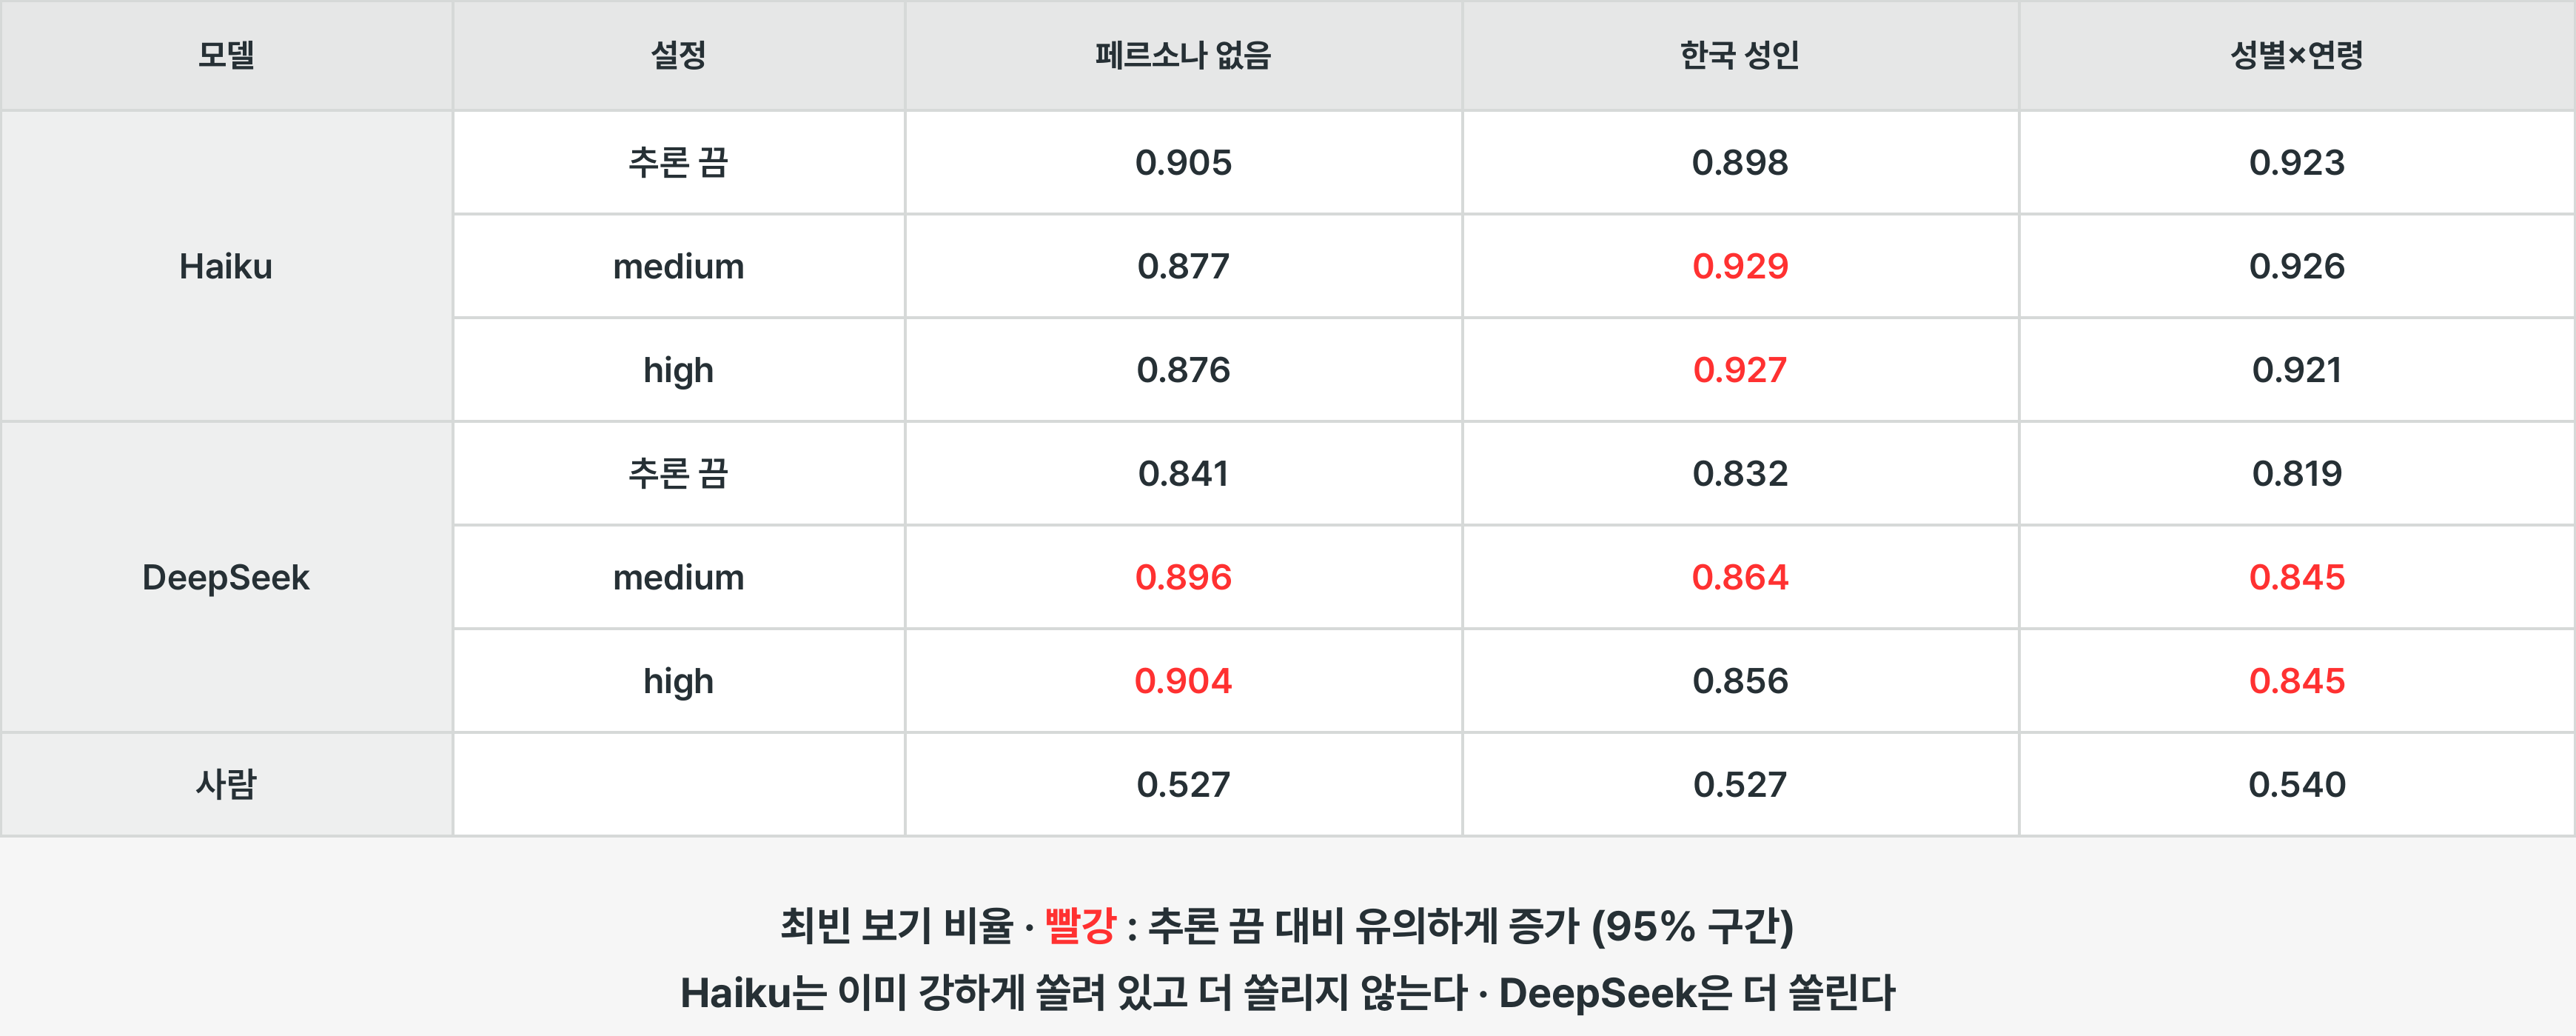 모델 설정 페르소나 없음 한국 성인 성별×연령
Haiku 추론 끔 0.905 0.898 0.923
medium 0.877 0.929 0.926
high 0.876 0.927 0.921
DeepSeek 추론 끔 0.841 0.832 0.819
medium 0.896 0.864 0.845
high 0.904 0.856 0.845
사람 0.527 0.527 0.540
최빈 보기 비율 · 빨강 : 추론 끔 대비 유의하게 증가 (95% 구간)
Haiku는 이미 강하게 쏠려 있고 더 쏠리지 않는다 · DeepSeek은 더 쏠린다